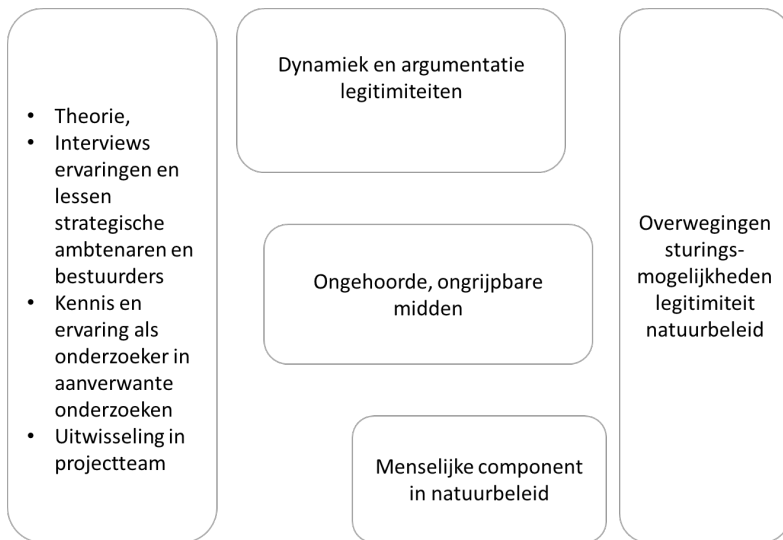 • Theorie,
• Interviews
ervaringen en
lessen
strategische
ambtenaren en
bestuurders
• Kennis en
ervaring als
onderzoeker in
aanverwante
onderzoeken
• Uitwisseling in
projectteam
Dynamiek en argumentatie
legitimiteiten
Ongehoorde, ongrijpbare
midden
Menselijke component
in natuurbeleid
Overwegingen
sturings-
mogelijkheden
legitimiteit
natuurbeleid